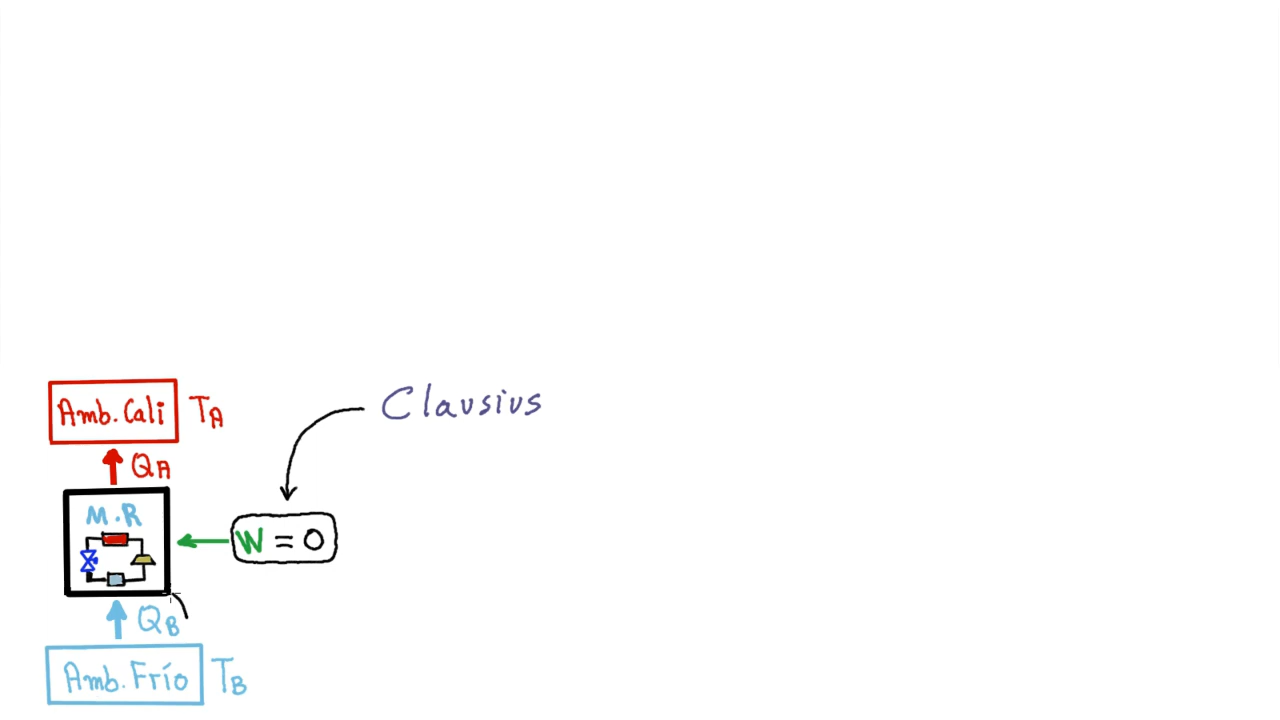 Amb. Cali TA
Clausius
QA
M.R
W = 0
QB
Amb. Frío TB